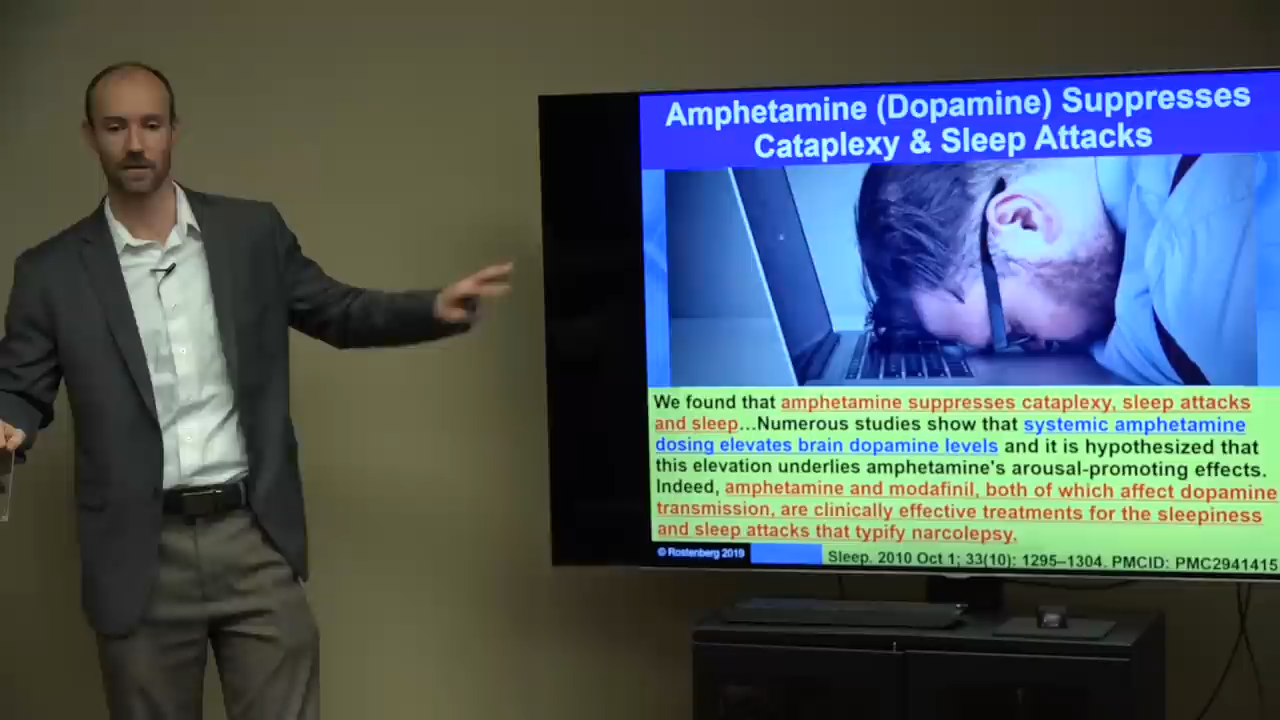 Amphetamine (Dopamine) Suppresses
Cataplexy & Sleep Attacks
We found that amphetamine suppresses cataplexy, sleep attacks
and sleep...Numerous studies show that systemic amphetamine
dosing elevates brain dopamine levels and it is hypothesized that
this elevation underlies amphetamine's arousal-promoting effects.
Indeed, amphetamine and modafinil, both of which affect dopamine
transmission, are clinically effective treatments for the sleepiness
and sleep attacks that typify narcolepsy.
© Rostenberg 2019
Sleep. 2010 Oct 1; 33(10): 1295–1304. PMCID: PMC2941415